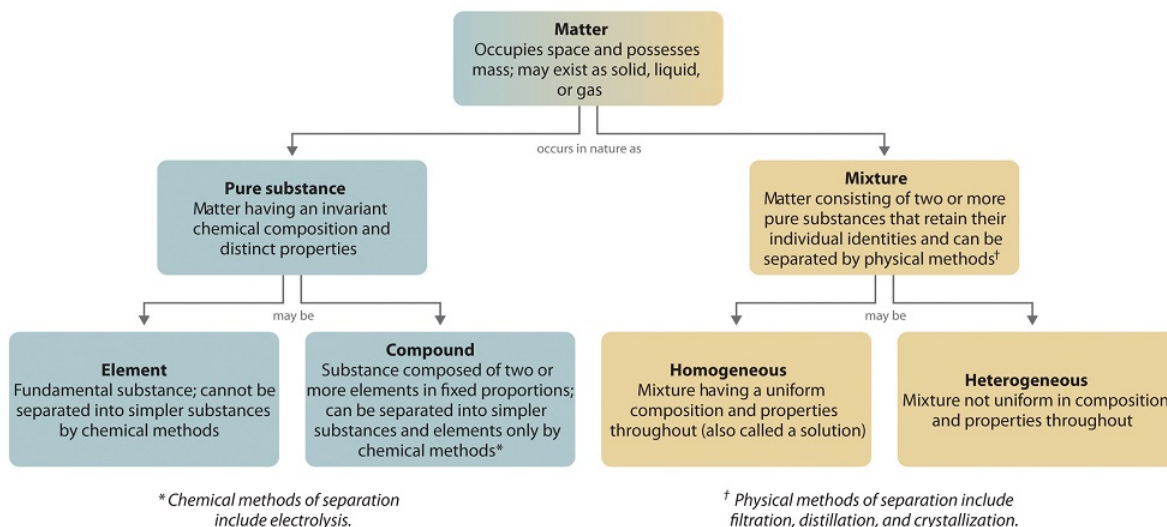 Matter
Occupies space and possesses
mass; may exist as solid, liquid,
or gas
occurs in nature as
Pure substance
Matter having an invariant
chemical composition and
distinct properties
Mixture
Matter consisting of two or more
pure substances that retain their
individual identities and can be
separated by physical methods†
may be
may be
Element
Fundamental substance; cannot be
separated into simpler substances
by chemical methods
Compound
Substance composed of two or
more elements in fixed proportions;
can be separated into simpler
substances and elements only by
chemical methods*
Homogeneous
Mixture having a uniform
composition and properties
throughout (also called a solution)
Heterogeneous
Mixture not uniform in composition
and properties throughout
* Chemical methods of separation
include electrolysis.
† Physical methods of separation include
filtration, distillation, and crystallization.